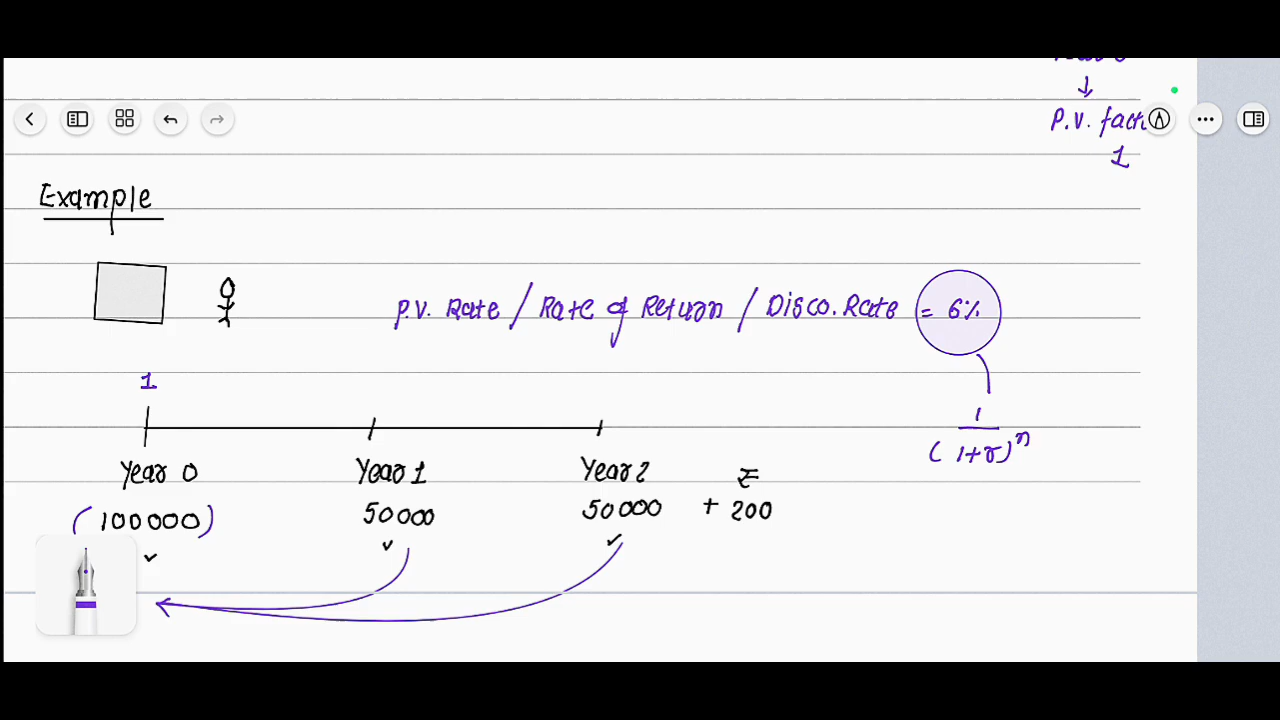 P.V. fact
1
Example
P.V. Rate / Rate of Return / Disco. Rate = 6%
1
1
(1+r)^n
Year 0 Year 1 Year 2
(100000) 50000 50000 + 200